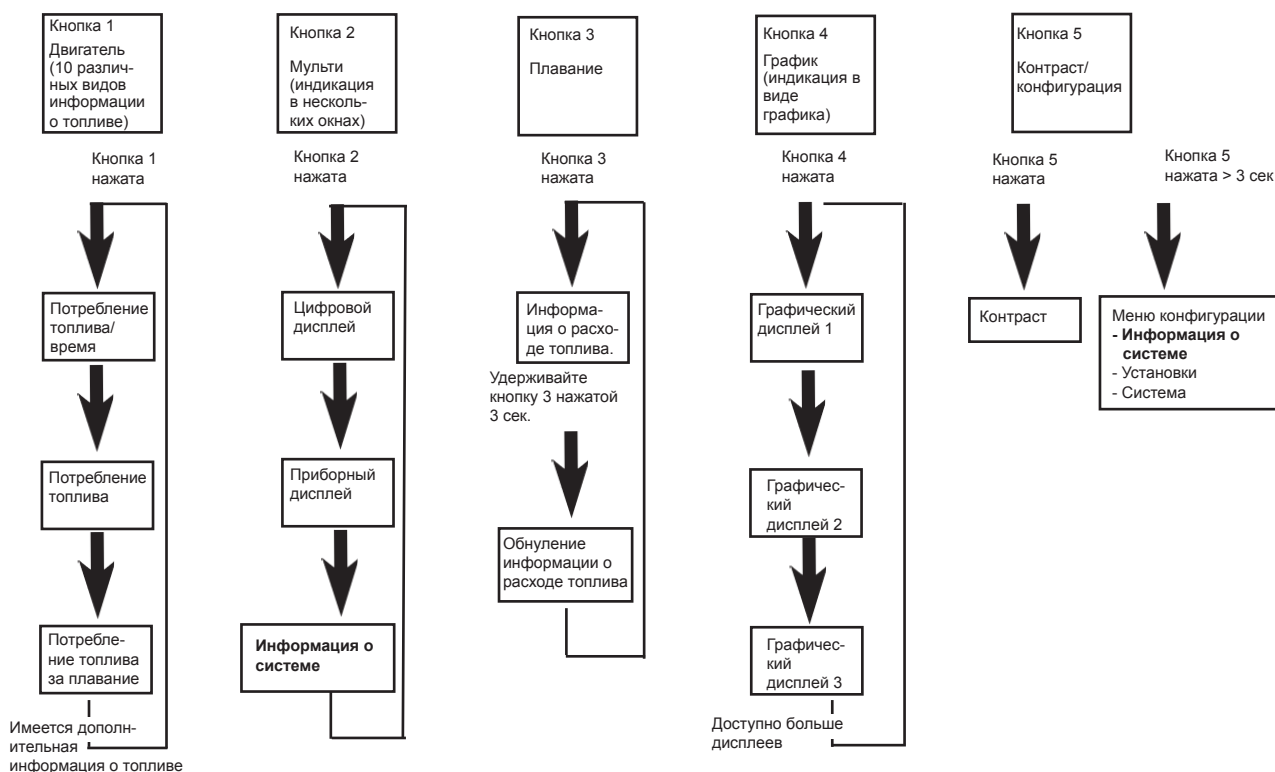 Кнопка 1
Двигатель
(10 различ-
ных видов
информации
о топливе)
Кнопка 1
нажата
Потребление
топлива/
время
Потребление
топлива
Потребле-
ние топлива
за плавание
Имеется дополн-
ительная
информация о топливе
Кнопка 2
Мульти
(индикация
в несколь-
ких окнах)
Кнопка 2
нажата
Цифровой
дисплей
Приборный
дисплей
Информация о
системе
Кнопка 3
Плавание
Кнопка 3
нажата
Информа-
ция о расхо-
де топлива.
Удерживайте
кнопку 3 нажатой
3 сек.
Обнуление
информации о
расходе топлива
Кнопка 4
График
(индикация в
виде
графика)
Кнопка 4
нажата
Графический
дисплей 1
Графичес-
кий
дисплей 2
Графичес-
кий
дисплей 3
Доступно больше
дисплеев
Кнопка 5
Контраст/
конфигурация
Кнопка 5
нажата
Контраст
Кнопка 5
нажата > 3 сек
Меню конфигурации
- Информация о
системе
- Установки
- Система